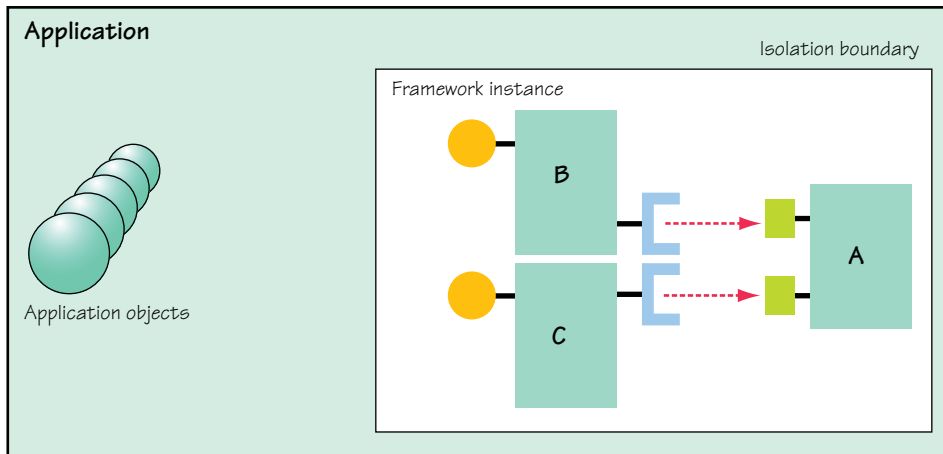 Application
Isolation boundary
Framework instance
B
A
C
Application objects